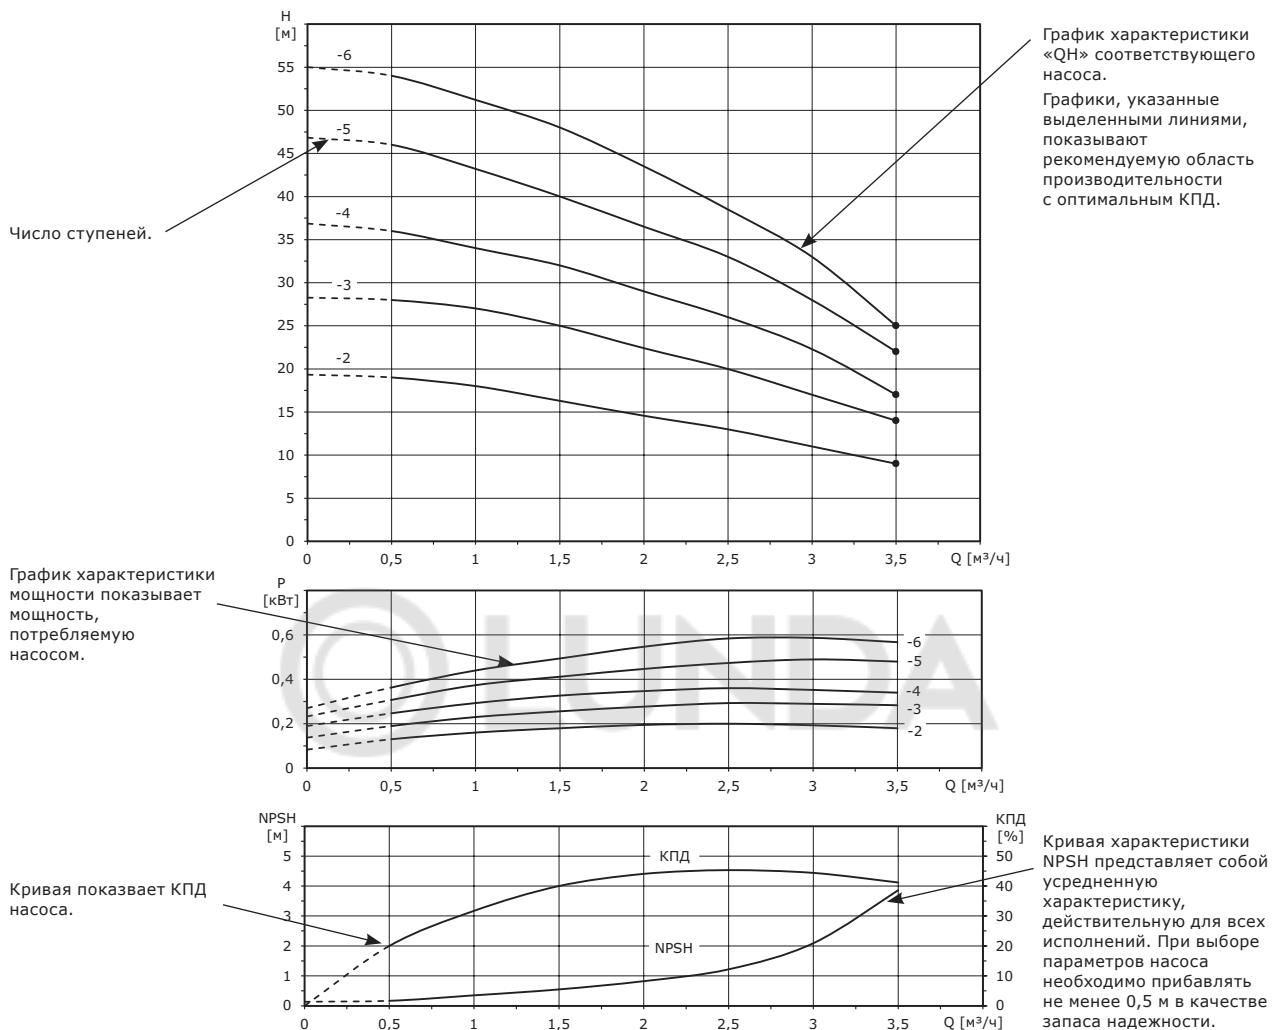 H
[м]
55
50
45
40
35
30
25
20
15
10
5
0
-6
-5
-4
-3
-2
0
0,5
1
1,5
2
2,5
3
3,5
Q [м³/ч]
График характеристики
«QH» соответствующего
насоса.
Графики, указанные
выделенными линиями,
показывают
рекомендуемую область
производительности
с оптимальным КПД.
Число ступеней.
График характеристики
мощности показывает
мощность,
потребляемую
насосом.
P
[кВт]
0,6
0,4
0,2
0
LUNDA
-6
-5
-4
-3
-2
0
0,5
1
1,5
2
2,5
3
3,5
Q [м³/ч]
Кривая показвает КПД
насоса.
NPSH
[м]
5
4
3
2
1
0
КПД
NPSH
КПД
[%]
50
40
30
20
10
0
0
0,5
1
1,5
2
2,5
3
3,5
Q [м³/ч]
Кривая характеристики
NPSH представляет собой
усредненную
характеристику,
действительную для всех
исполнений. При выборе
параметров насоса
необходимо прибавлять
не менее 0,5 м в качестве
запаса надежности.